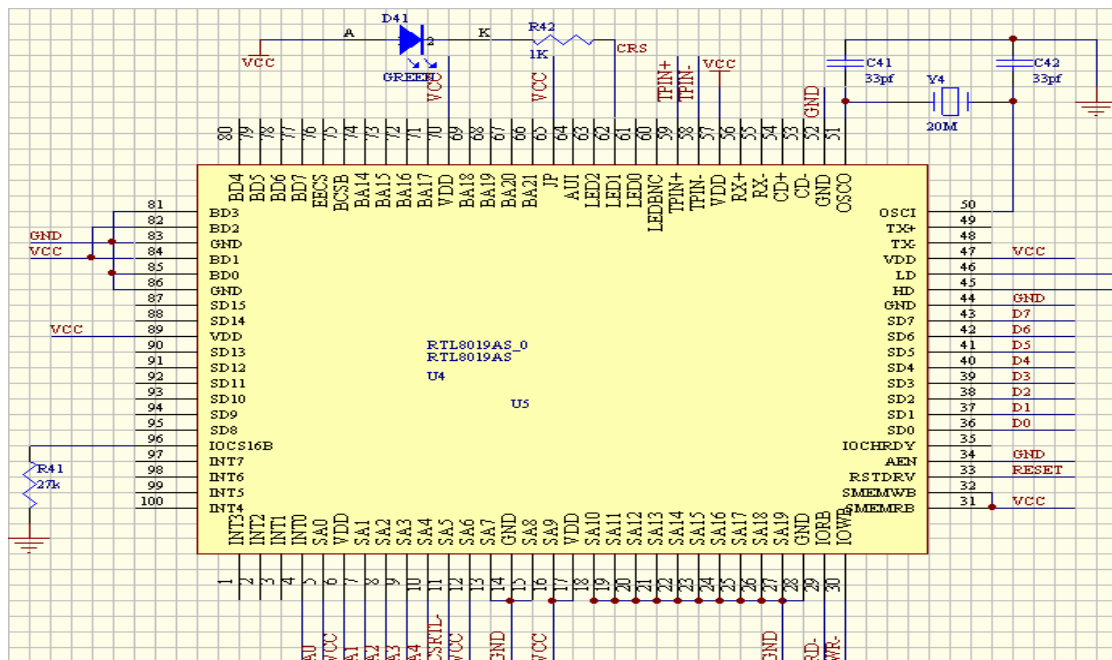 D41
A
K
R42
1K
CRS
VCC
GREEN
VCC
VCC
TPIN+
TPIN-
VCC
GND
C41
33pf
C42
33pf
Y4
20M
80 79 78 77 76 75 74 73 72 71 70 69 68 67 66 65 64 63 62 61 60 59 58 57 56 55 54 53 52 51
BD4 BD5 BD6 BD7 EECS BCSB BA14 BA15 BA16 BA17 VDD BA18 BA19 BA20 BA21 JP AUI LED2 LED1 LED0 LEDBNC TPIN+ TPIN- VDD RX+ RX- CD+ CD- GND OSCO
81 BD3
82 BD2
GND 83 GND
VCC 84 BD1
85 BD0
86 GND
87 SD15
88 SD14
VCC 89 VDD
90 SD13
91 SD12
92 SD11
93 SD10
94 SD9
95 SD8
96 IOCS16B
97 INT7
98 INT6
99 INT5
100 INT4
R41
27k
RTL8019AS_0
RTL8019AS
U4
U5
OSCI 50
TX+ 49
TX- 48
VDD 47 VCC
LD 46
HD 45
GND 44 GND
SD7 43 D7
SD6 42 D6
SD5 41 D5
SD4 40 D4
SD3 39 D3
SD2 38 D2
SD1 37 D1
SD0 36 D0
IOCHRDY 35
AEN 34 GND
RSTDRV 33 RESET
SMEMWB 32
SMEMRB 31 VCC
INT3 INT2 INT1 INT0 SA0 VDD SA1 SA2 SA3 SA4 SA5 SA6 SA7 GND SA8 SA9 VDD SA10 SA11 SA12 SA13 SA14 SA15 SA16 SA17 SA18 SA19 GND IORB IOWB
1 2 3 4 5 6 7 8 9 10 11 12 13 14 15 16 17 18 19 20 21 22 23 24 25 26 27 28 29 30
VCC A1 A2 A3 A4 VCC GND VCC GND RD- WR-